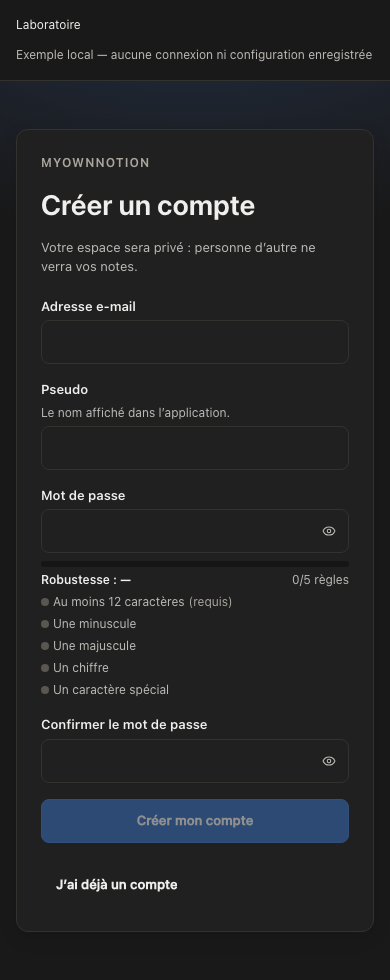 Laboratoire
Exemple local — aucune connexion ni configuration enregistrée
MYOWNNOTION
Créer un compte
Votre espace sera privé : personne d’autre ne
verra vos notes.
Adresse e-mail
Pseudo
Le nom affiché dans l’application.
Mot de passe
Robustesse : — 0/5 règles
Au moins 12 caractères (requis)
Une minuscule
Une majuscule
Un chiffre
Un caractère spécial
Confirmer le mot de passe
Créer mon compte
J’ai déjà un compte